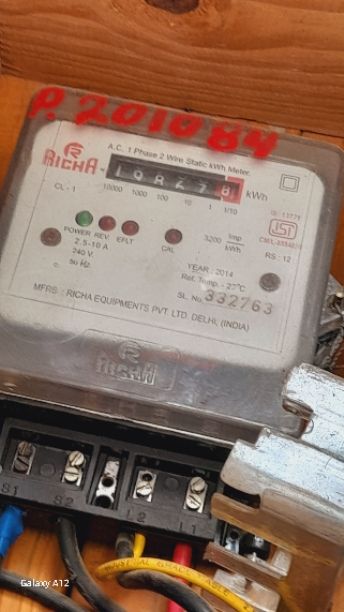 P.201084
RICHA
A.C. 1 Phase 2 Wire Static kWh Meter
198278 kWh
CL - 1 10000 1000 100 10 1 1/10
POWER REV EFLT CAL
3200 Imp/kWh
ISI
2.5-10 A
240 V.
50 Hz
RS : 12
YEAR : 2014
Ref. Temp. - 27°C
SL. No. 332763
MFRS. : RICHA EQUIPMENTS PVT. LTD. DELHI, (INDIA)
RICHA
S1 S2 L2 L1
Galaxy A12